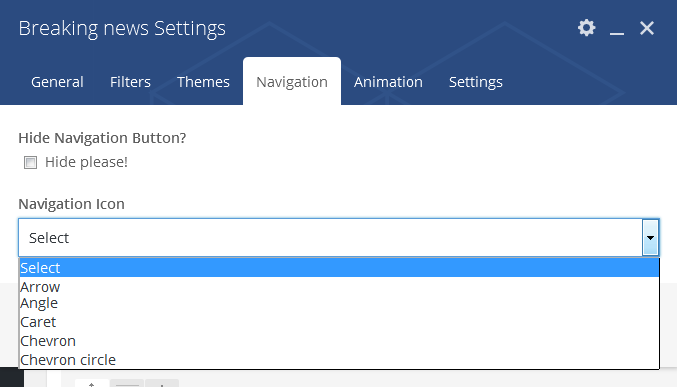 Breaking news Settings
General Filters Themes Navigation Animation Settings
Hide Navigation Button?
Hide please!
Navigation Icon
Select
Select
Arrow
Angle
Caret
Chevron
Chevron circle